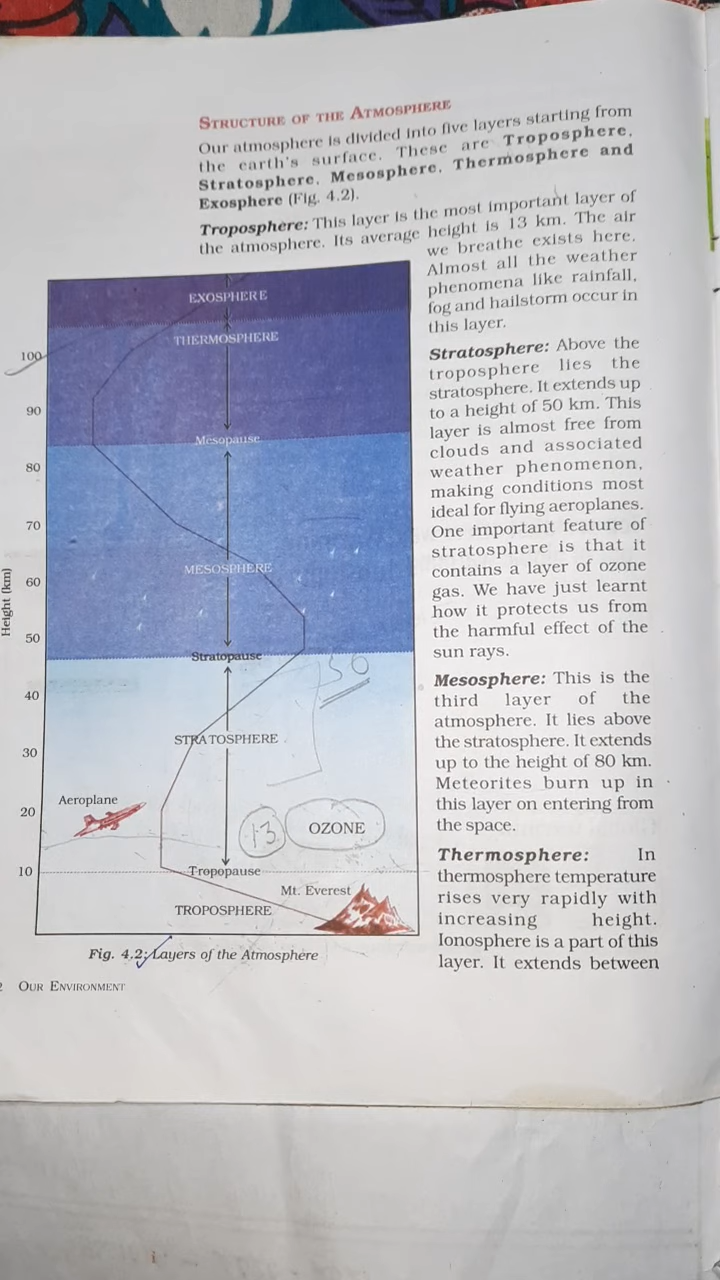 STRUCTURE OF THE ATMOSPHERE
Our atmosphere is divided into five layers starting from
the earth's surface. These are Troposphere,
Stratosphere, Mesosphere, Thermosphere and
Exosphere (Fig. 4.2).
Troposphere: This layer is the most important layer of
the atmosphere. Its average height is 13 km. The air
we breathe exists here.
Almost all the weather
phenomena like rainfall,
fog and hailstorm occur in
this layer.
Stratosphere: Above the
troposphere lies the
stratosphere. It extends up
to a height of 50 km. This
layer is almost free from
clouds and associated
weather phenomenon,
making conditions most
ideal for flying aeroplanes.
One important feature of
stratosphere is that it
contains a layer of ozone
gas. We have just learnt
how it protects us from
the harmful effect of the
sun rays.
Mesosphere: This is the
third layer of the
atmosphere. It lies above
the stratosphere. It extends
up to the height of 80 km.
Meteorites burn up in
this layer on entering from
the space.
Thermosphere: In
thermosphere temperature
rises very rapidly with
increasing height.
Ionosphere is a part of this
layer. It extends between
EXOSPHERE
THERMOSPHERE
100
90
Mesopause
80
70
MESOSPHERE
60
Height (km)
50
Stratopause
50
40
STRATOSPHERE
30
Aeroplane
20
13
OZONE
10
Tropopause
Mt. Everest
TROPOSPHERE
Fig. 4.2: Layers of the Atmosphere
2 OUR ENVIRONMENT